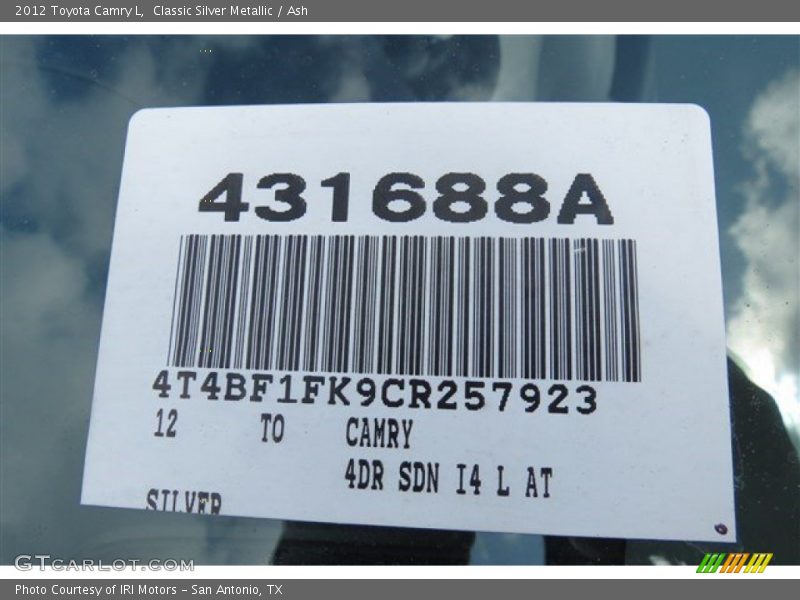 2012 Toyota Camry L,  Classic Silver Metallic / Ash
431688A
4T4BF1FK9CR257923
12 TO CAMRY
4DR SDN I4 L AT
SILVER
GTcarlot.com
Photo Courtesy of IRI Motors – San Antonio, TX